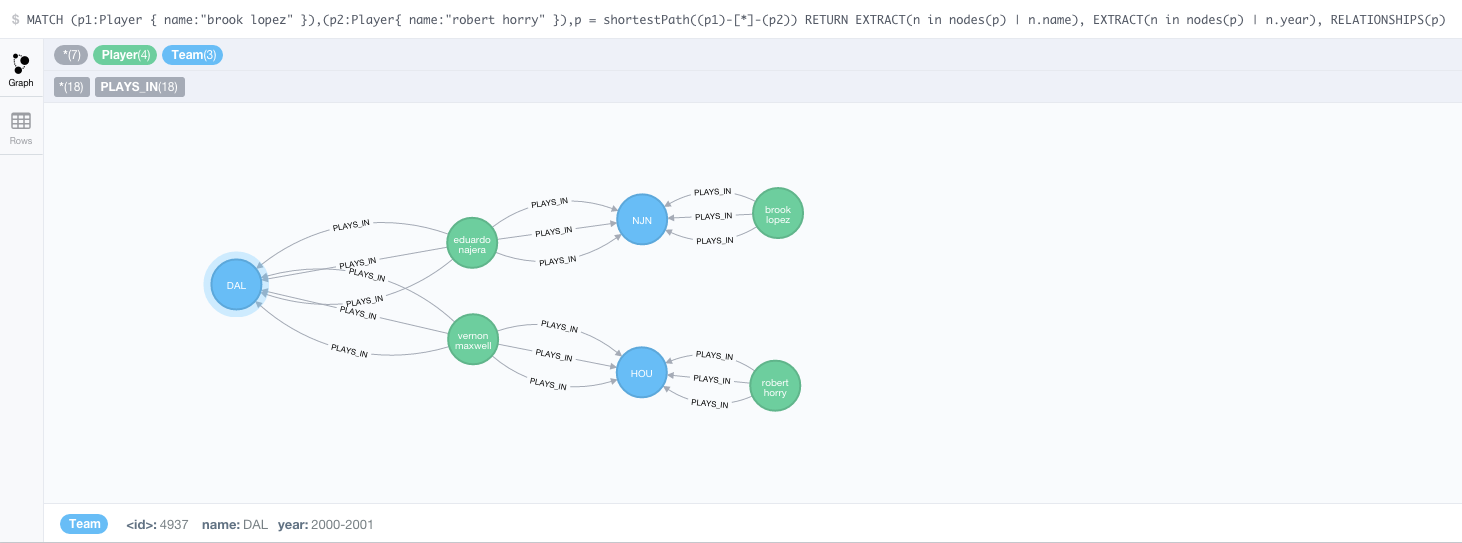 $ MATCH (p1:Player { name:"brook lopez" }),(p2:Player{ name:"robert horry" }),p = shortestPath((p1)-[*]-(p2)) RETURN EXTRACT(n in nodes(p) | n.name), EXTRACT(n in nodes(p) | n.year), RELATIONSHIPS(p)
Graph
Rows
*(7) Player(4) Team(3)
*(18) PLAYS_IN(18)
PLAYS_IN
PLAYS_IN
PLAYS_IN
PLAYS_IN
PLAYS_IN
PLAYS_IN
DAL
eduardo
najera
vernon
maxwell
PLAYS_IN
PLAYS_IN
PLAYS_IN
NJN
PLAYS_IN
PLAYS_IN
PLAYS_IN
brook
lopez
PLAYS_IN
PLAYS_IN
PLAYS_IN
HOU
PLAYS_IN
PLAYS_IN
PLAYS_IN
robert
horry
Team <id>: 4937 name: DAL year: 2000-2001